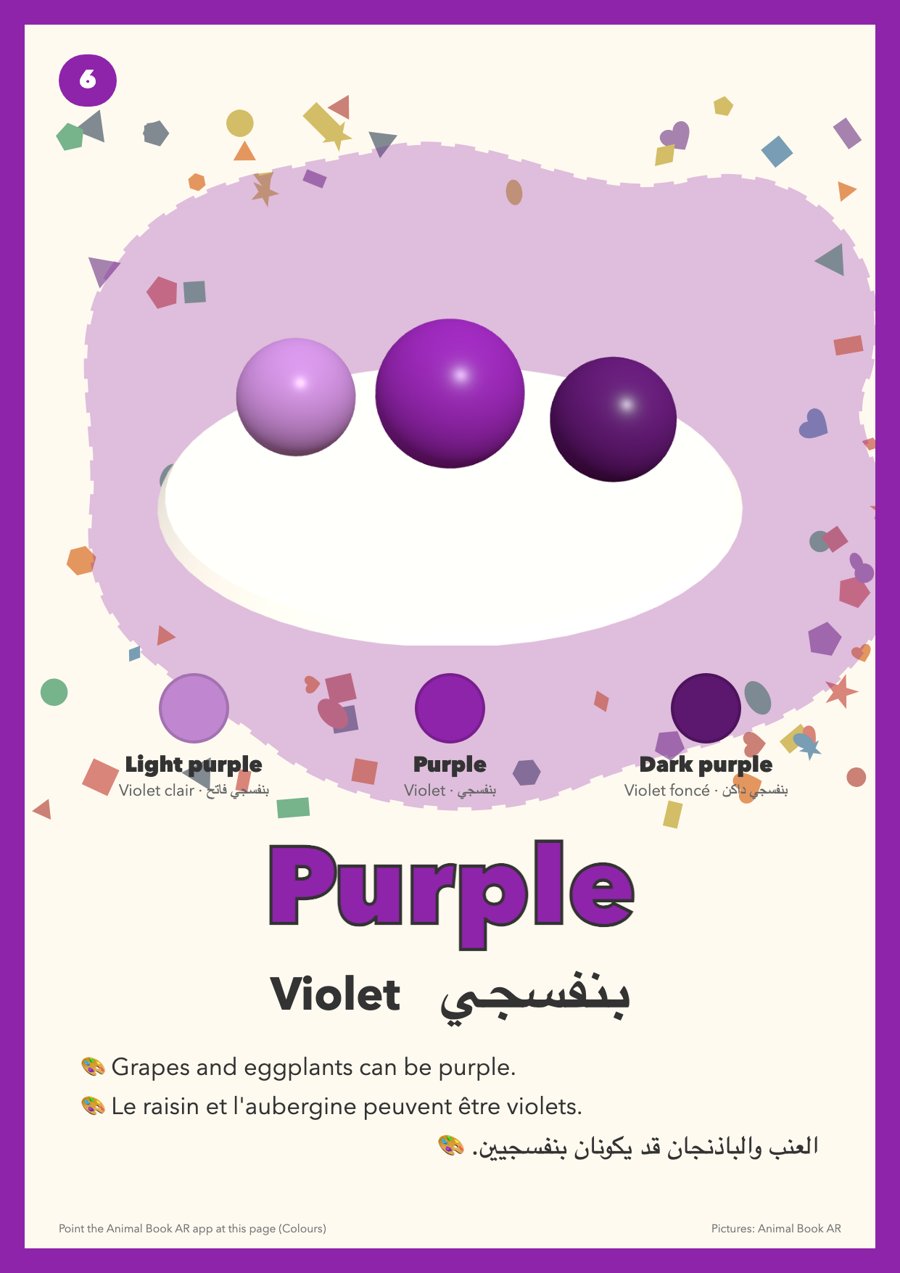 6
Light purple
Violet clair · بنفسجي فاتح
Purple
Violet · بنفسجي
Dark purple
Violet foncé · بنفسجي داكن
Purple
Violet بنفسجي
Grapes and eggplants can be purple.
Le raisin et l'aubergine peuvent être violets.
العنب والباذنجان قد يكونان بنفسجيين.
Point the Animal Book AR app at this page (Colours)
Pictures: Animal Book AR